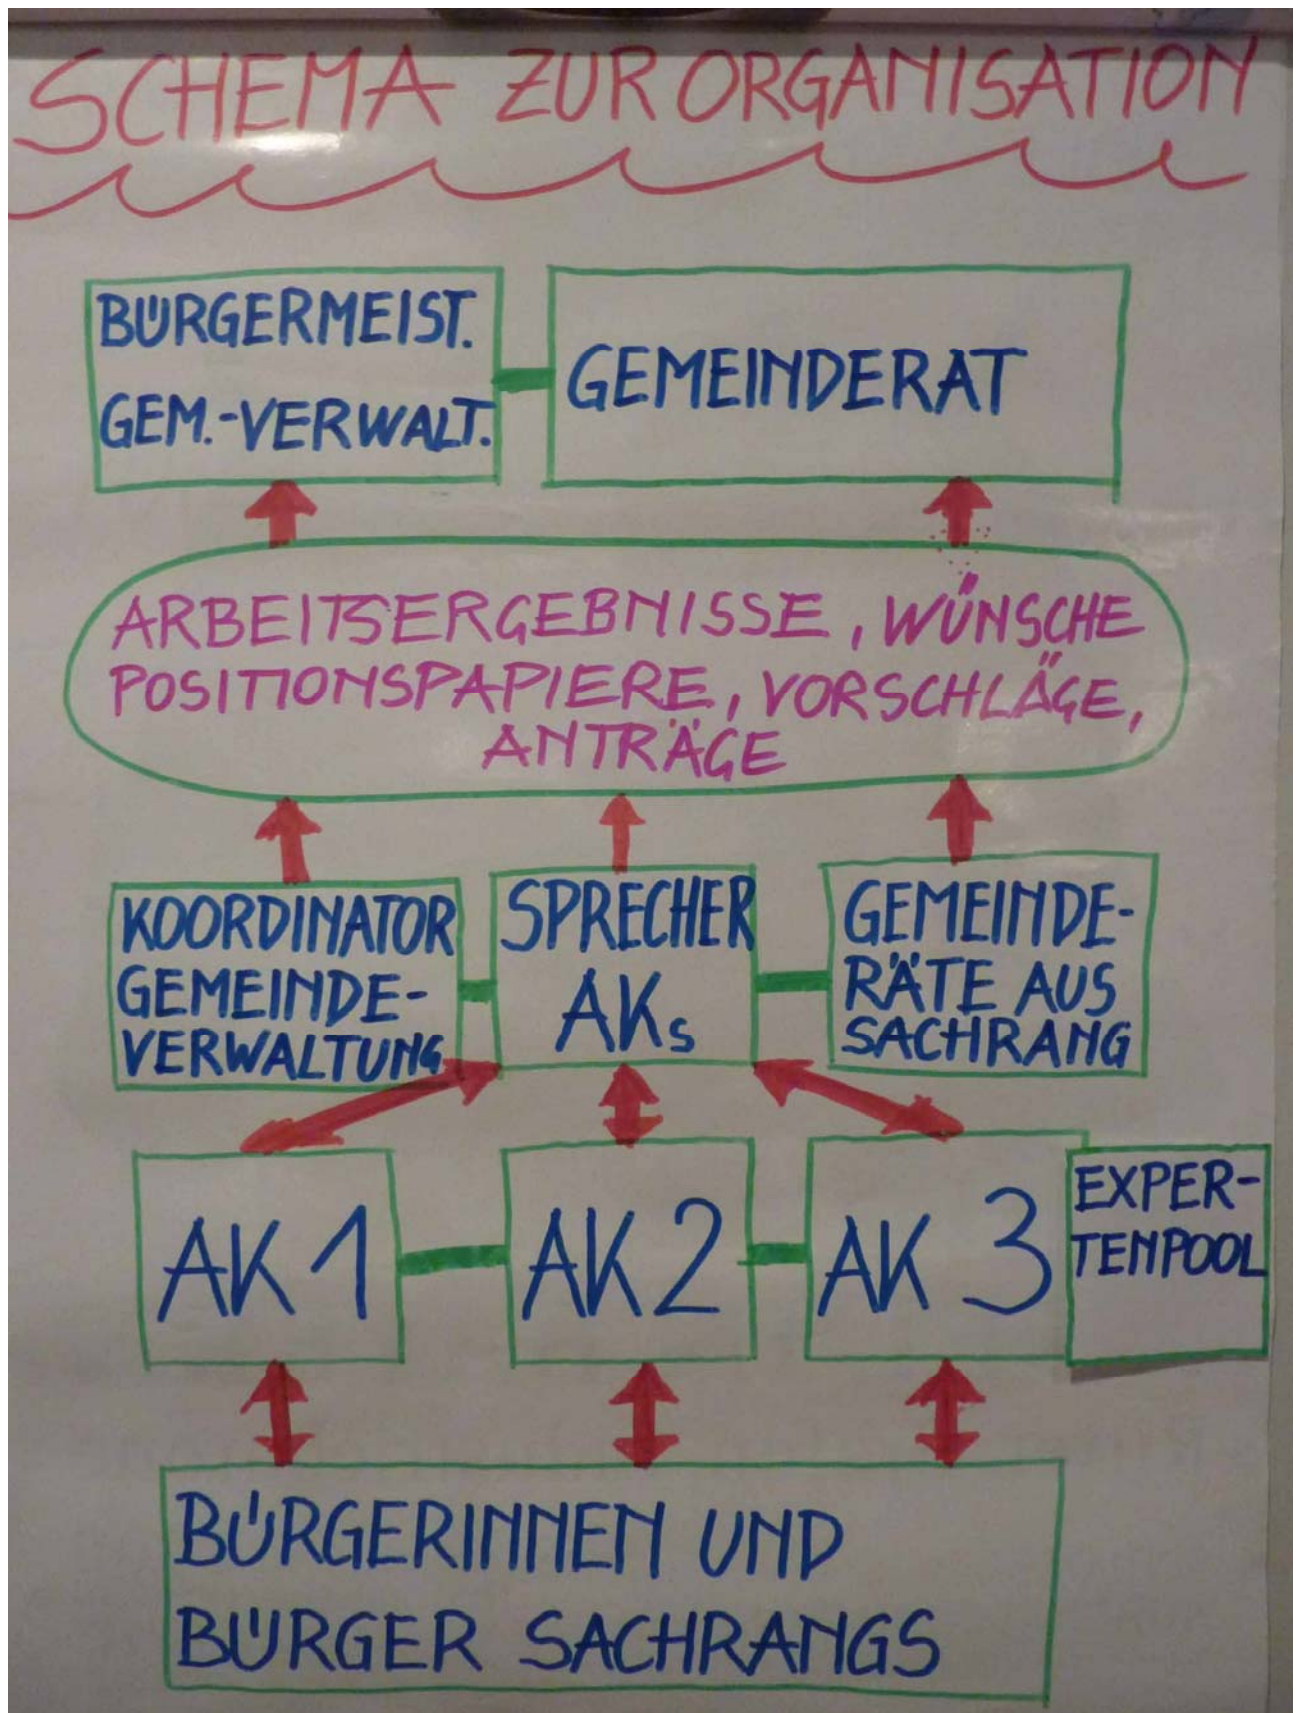 SCHEMA ZUR ORGANISATION
BÜRGERMEIST.
GEM.-VERWALT.
GEMEINDERAT
ARBEITSERGEBNISSE, WÜNSCHE
POSITIONSPAPIERE, VORSCHLÄGE,
ANTRÄGE
KOORDINATOR
GEMEINDE-
VERWALTUNG
SPRECHER
AKs
GEMEINDE-
RÄTE AUS
SACHRANG
AK 1
AK 2
AK 3
EXPER-
TENPOOL
BÜRGERINNEN UND
BÜRGER SACHRANGS